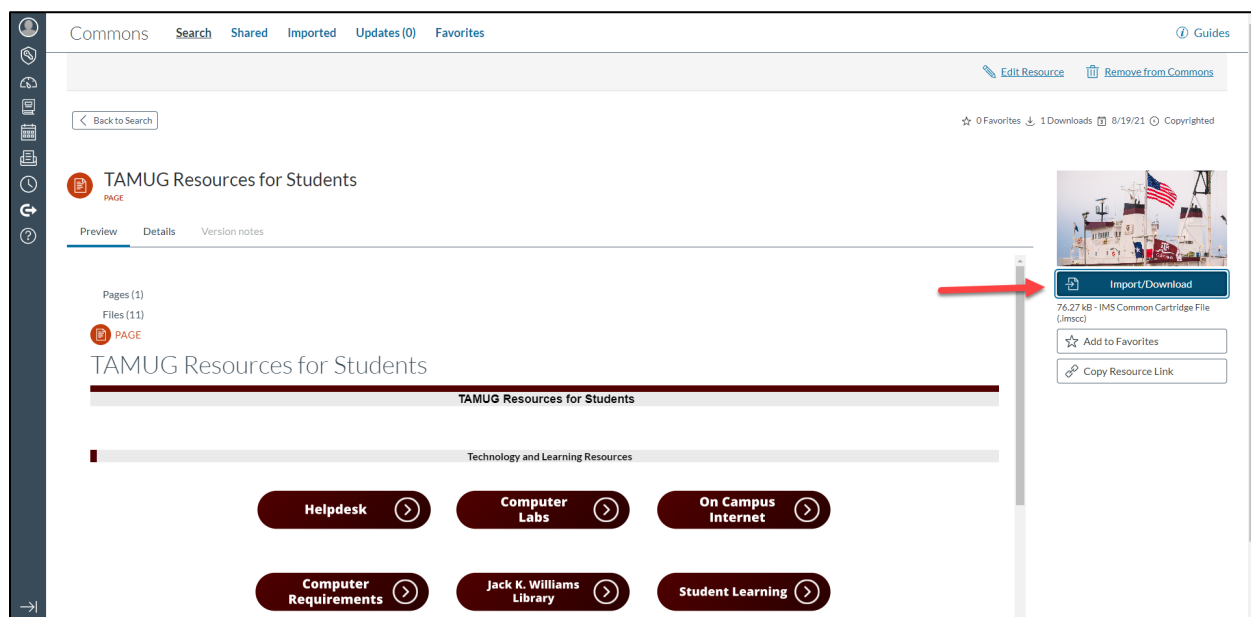 Commons Search Shared Imported Updates (0) Favorites Guides
Edit Resource Remove from Commons
Back to Search
0 Favorites 1 Downloads 8/19/21 Copyrighted
TAMUG Resources for Students
PAGE
Preview Details Version notes
Import/Download
76.27 kB - IMS Common Cartridge File
(.imscc)
Add to Favorites
Copy Resource Link
Pages (1)
Files (11)
PAGE
TAMUG Resources for Students
TAMUG Resources for Students
Technology and Learning Resources
Helpdesk
Computer
Labs
On Campus
Internet
Computer
Requirements
Jack K. Williams
Library
Student Learning